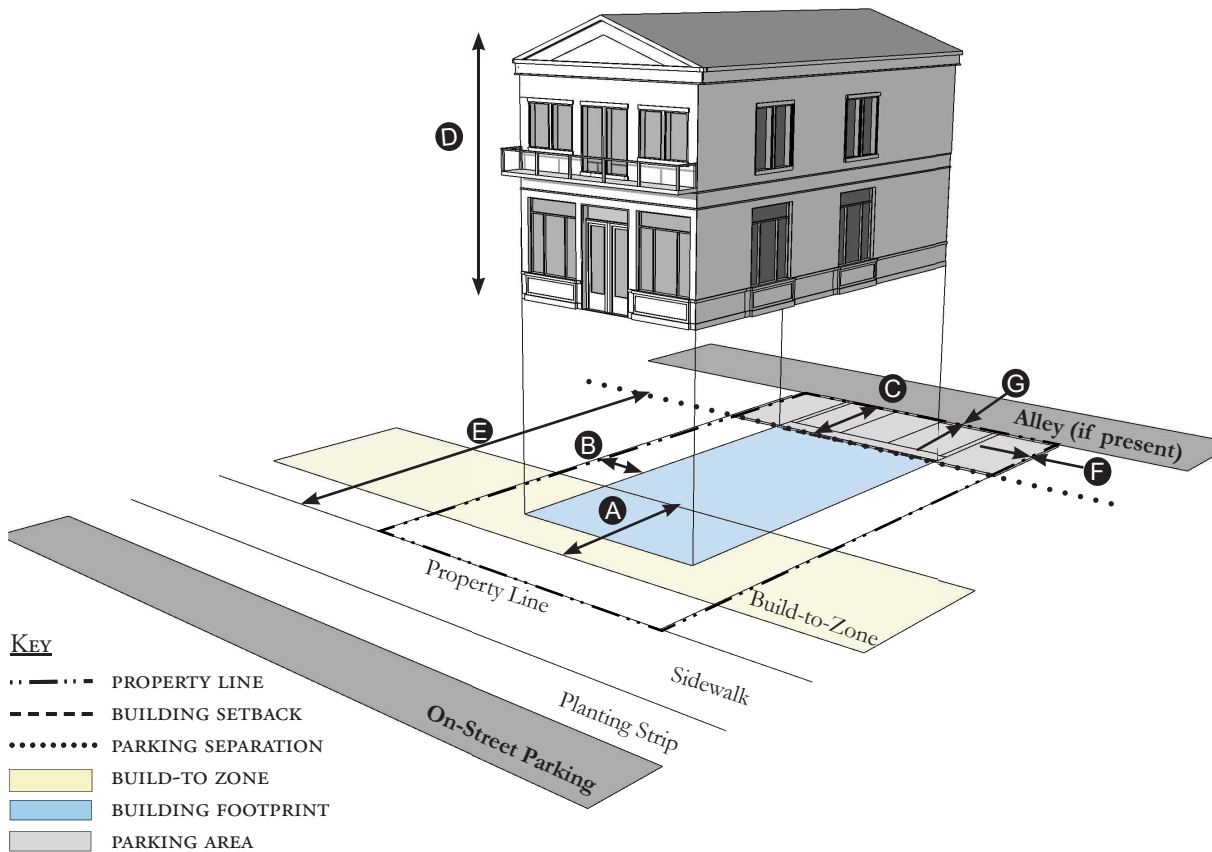 D
G
C
Alley (if present)
E
B
F
A
Property Line
Build-to-Zone
Sidewalk
Planting Strip
On-Street Parking
KEY
PROPERTY LINE
BUILDING SETBACK
PARKING SEPARATION
BUILD-TO ZONE
BUILDING FOOTPRINT
PARKING AREA